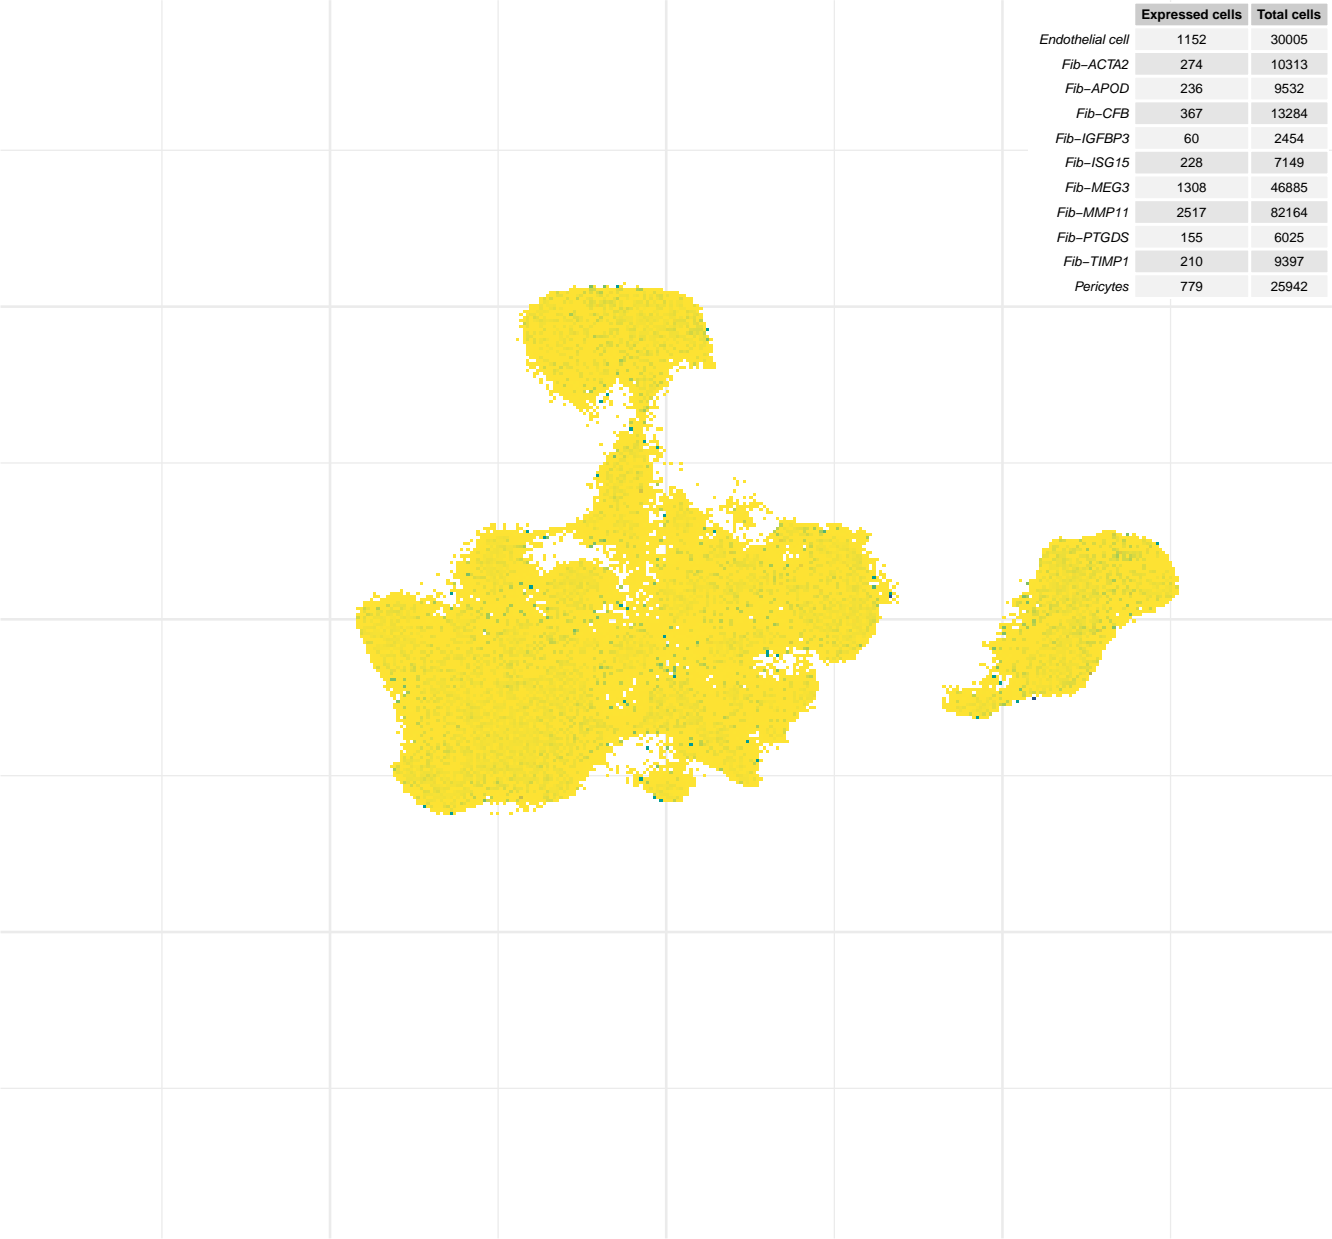 Expressed cells Total cells
Endothelial cell 1152 30005
Fib−ACTA2 274 10313
Fib−APOD 236 9532
Fib−CFB 367 13284
Fib−IGFBP3 60 2454
Fib−ISG15 228 7149
Fib−MEG3 1308 46885
Fib−MMP11 2517 82164
Fib−PTGDS 155 6025
Fib−TIMP1 210 9397
Pericytes 779 25942